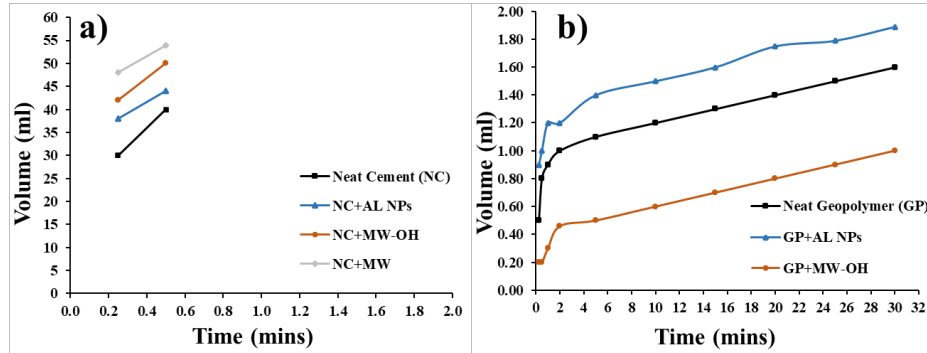 a)
Volume (ml)
60
55
50
45
40
35
30
25
20
15
10
5
0
Neat Cement (NC)
NC+AL NPs
NC+MW-OH
NC+MW
0.0 0.2 0.4 0.6 0.8 1.0 1.2 1.4 1.6 1.8 2.0
Time (mins)
b)
Volume (ml)
2.00
1.80
1.60
1.40
1.20
1.00
0.80
0.60
0.40
0.20
0.00
Neat Geopolymer (GP)
GP+AL NPs
GP+MW-OH
0 2 4 6 8 10 12 14 16 18 20 22 24 26 28 30 32
Time (mins)